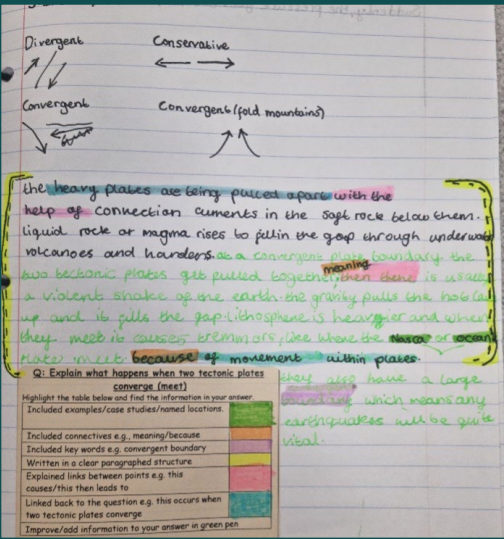 Divergent
Conservative
Convergent
Convergent (fold mountains)
the heavy plates are being pulled apart with the
help of connection currents in the soft rock below them.
liquid rock or magma rises to fill in the gap through underwater
volcanoes and hardens. at a convergent plate boundary the
meaning
two tectonic plates get pulled together, then there is usually
a violent shake of the earth. the gravity pulls the
up and it fills the gap. lithosphere is heavier and when
they meet it causes tremmors, like where the Nasca or ocean
Plate meet because of movement within plates.
they also have a large
which means any
earthquakes will be quite
vital.
Q: Explain what happens when two tectonic plates
converge (meet)
Highlight the table below and find the information in your answer.
Included examples/case studies/named locations.
Included connectives e.g., meaning/because
Included key words e.g. convergent boundary
Written in a clear paragraphed structure
Explained links between points e.g. this
causes/this then leads to
Linked back to the question e.g. this occurs when
two tectonic plates converge
Improve/add information to your answer in green pen